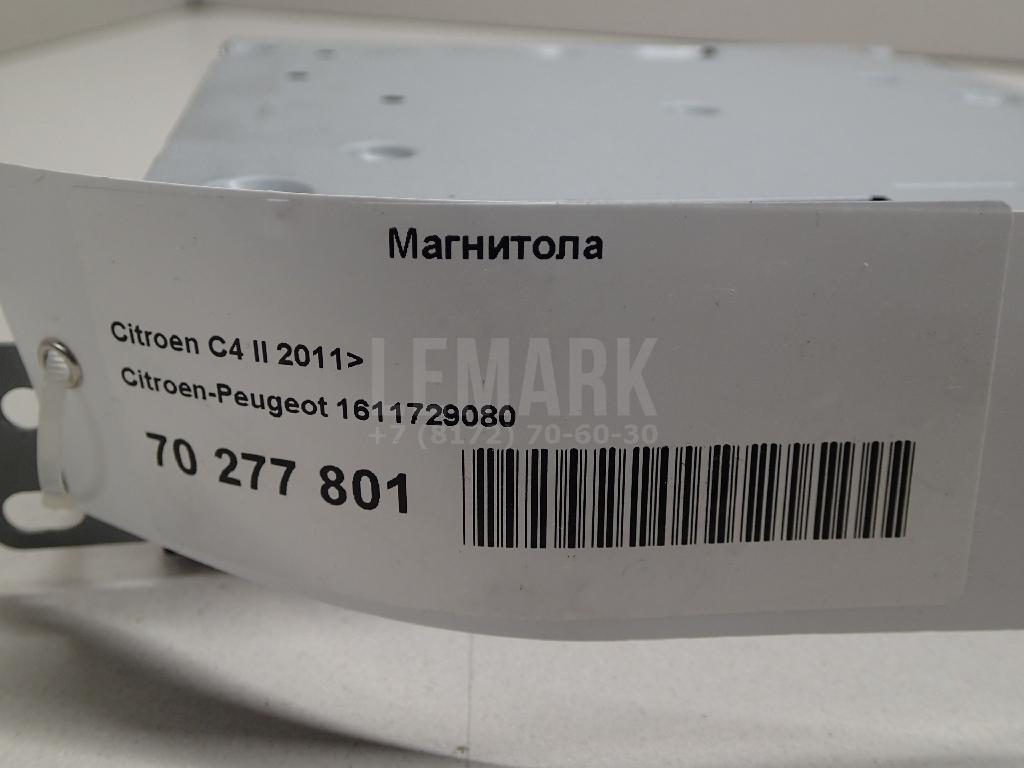 Магнитола
Citroen C4 II 2011>
LEMARK
Citroen-Peugeot 1611729080
+7 (8172) 70-60-30
70 277 801